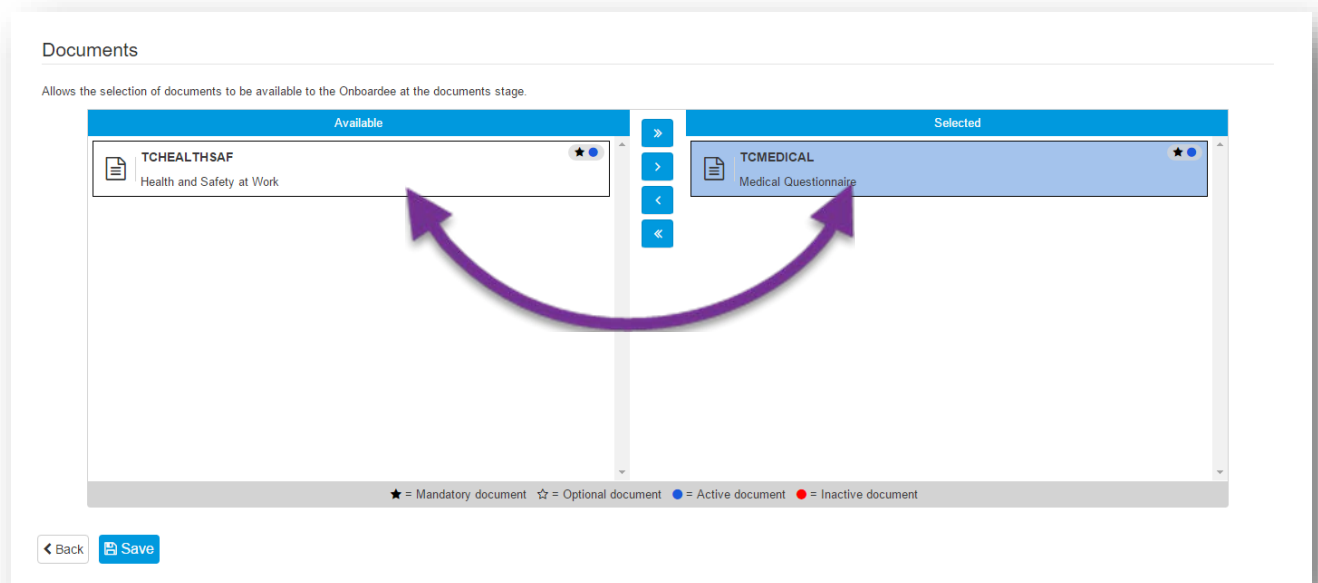 Documents
Allows the selection of documents to be available to the Onboardee at the documents stage.
Available
Selected
TCHEALTHSAF
Health and Safety at Work
TCMEDICAL
Medical Questionnaire
★ = Mandatory document ☆ = Optional document ● = Active document ● = Inactive document
Back
Save